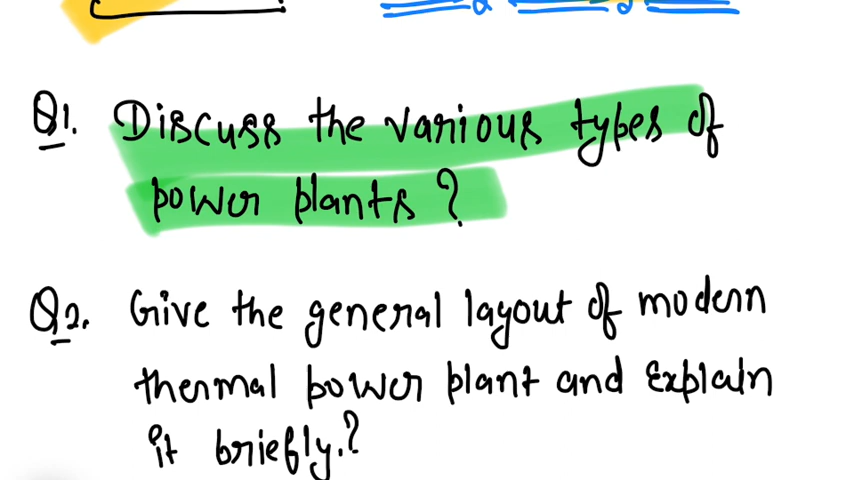 Q1. Discuss the various types of
power plants?
Q2. Give the general layout of modern
thermal power plant and explain
it briefly.?